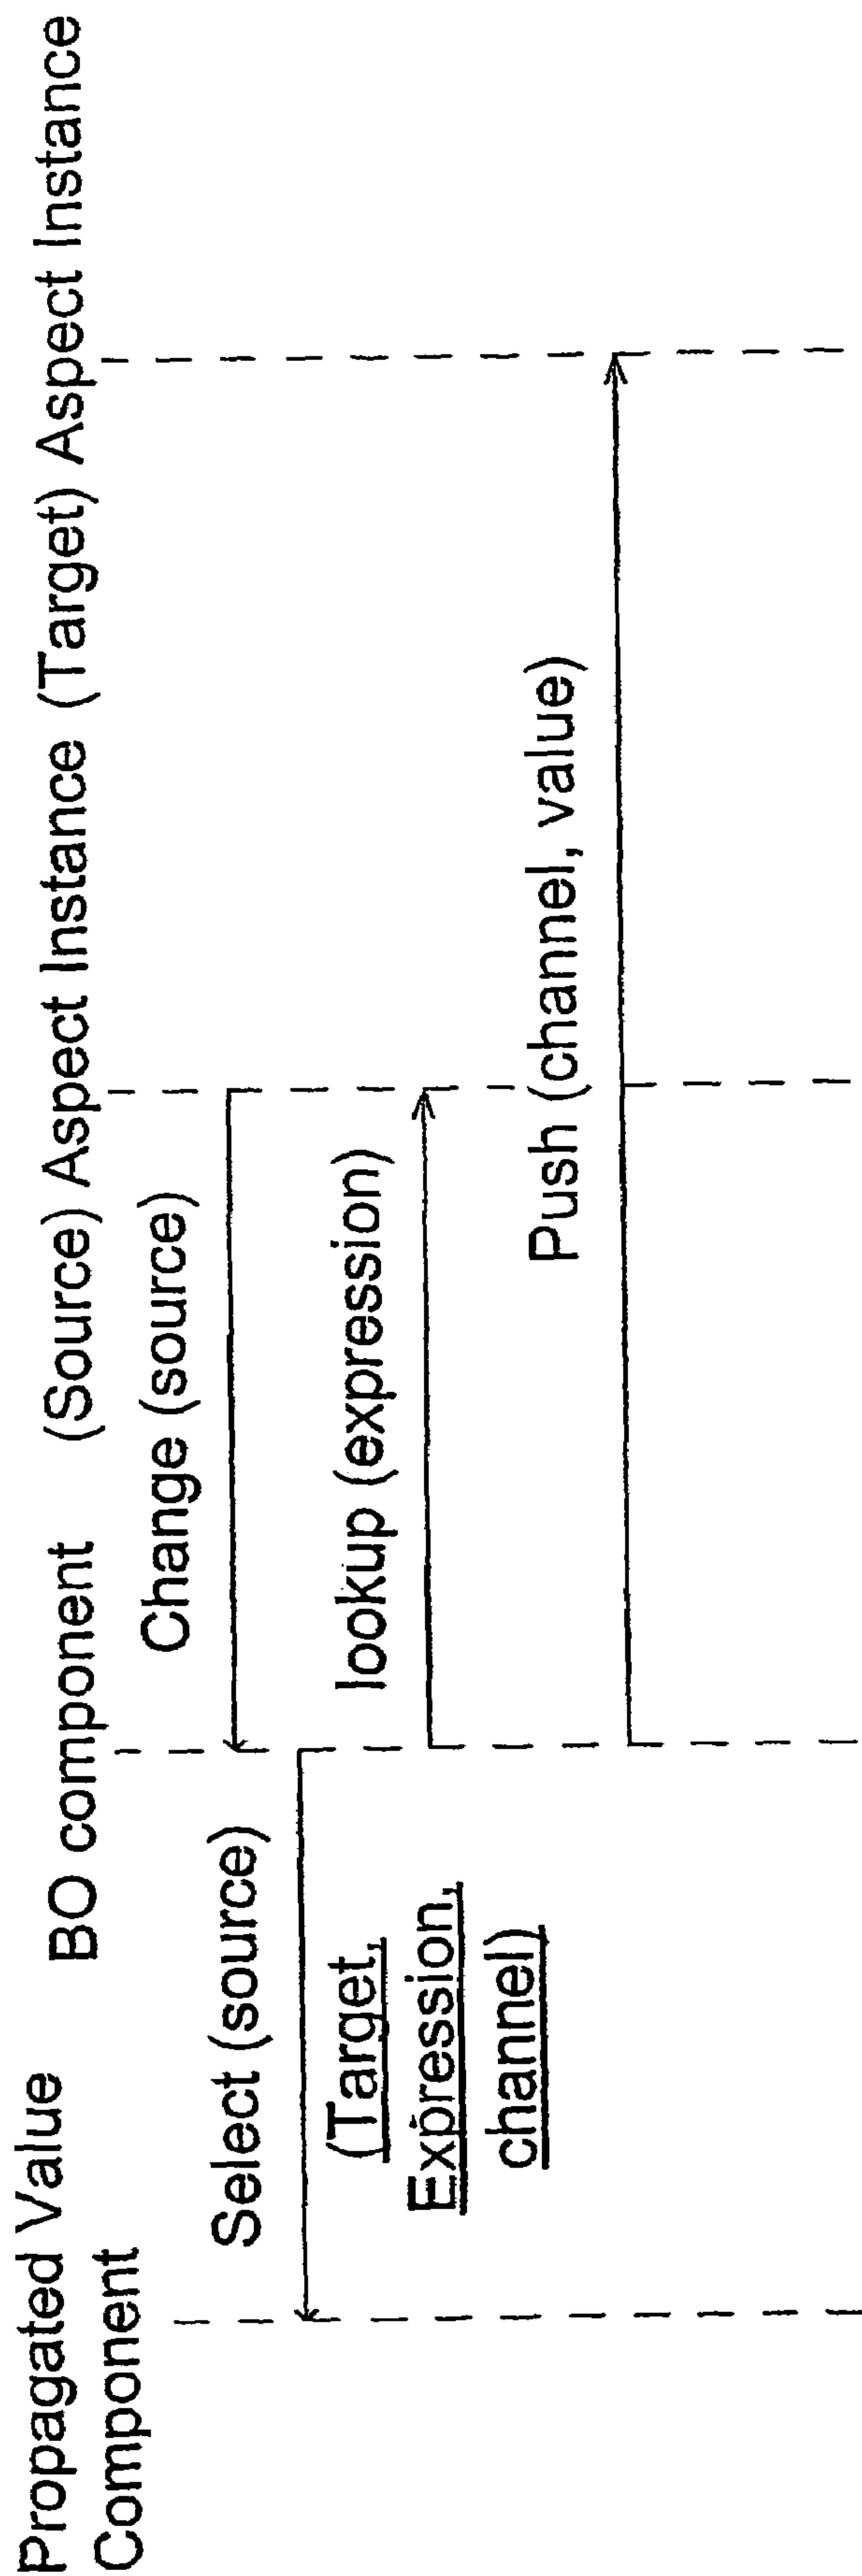 Propagated Value
Component
BO component
(Source) Aspect Instance
(Target) Aspect Instance
Change (source)
Select (source)
(Target,
Expression,
channel)
lookup (expression)
Push (channel, value)